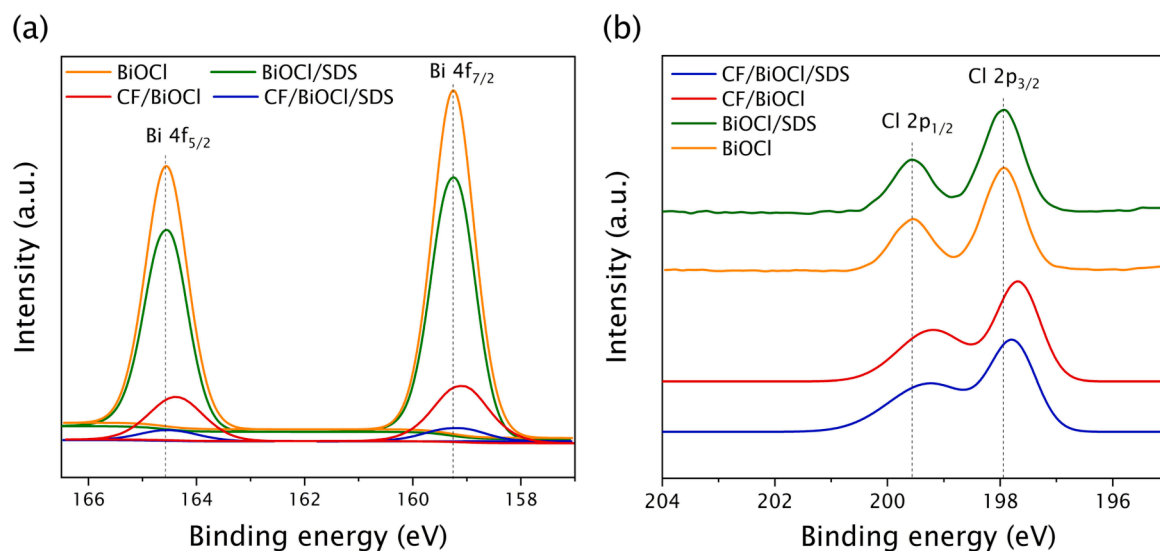 (a)
BiOCl
BiOCl/SDS
CF/BiOCl
CF/BiOCl/SDS
Bi 4f7/2
Bi 4f5/2
Intensity (a.u.)
166
164
162
160
158
Binding energy (eV)
(b)
CF/BiOCl/SDS
CF/BiOCl
BiOCl/SDS
BiOCl
Cl 2p3/2
Cl 2p1/2
Intensity (a.u.)
204
202
200
198
196
Binding energy (eV)